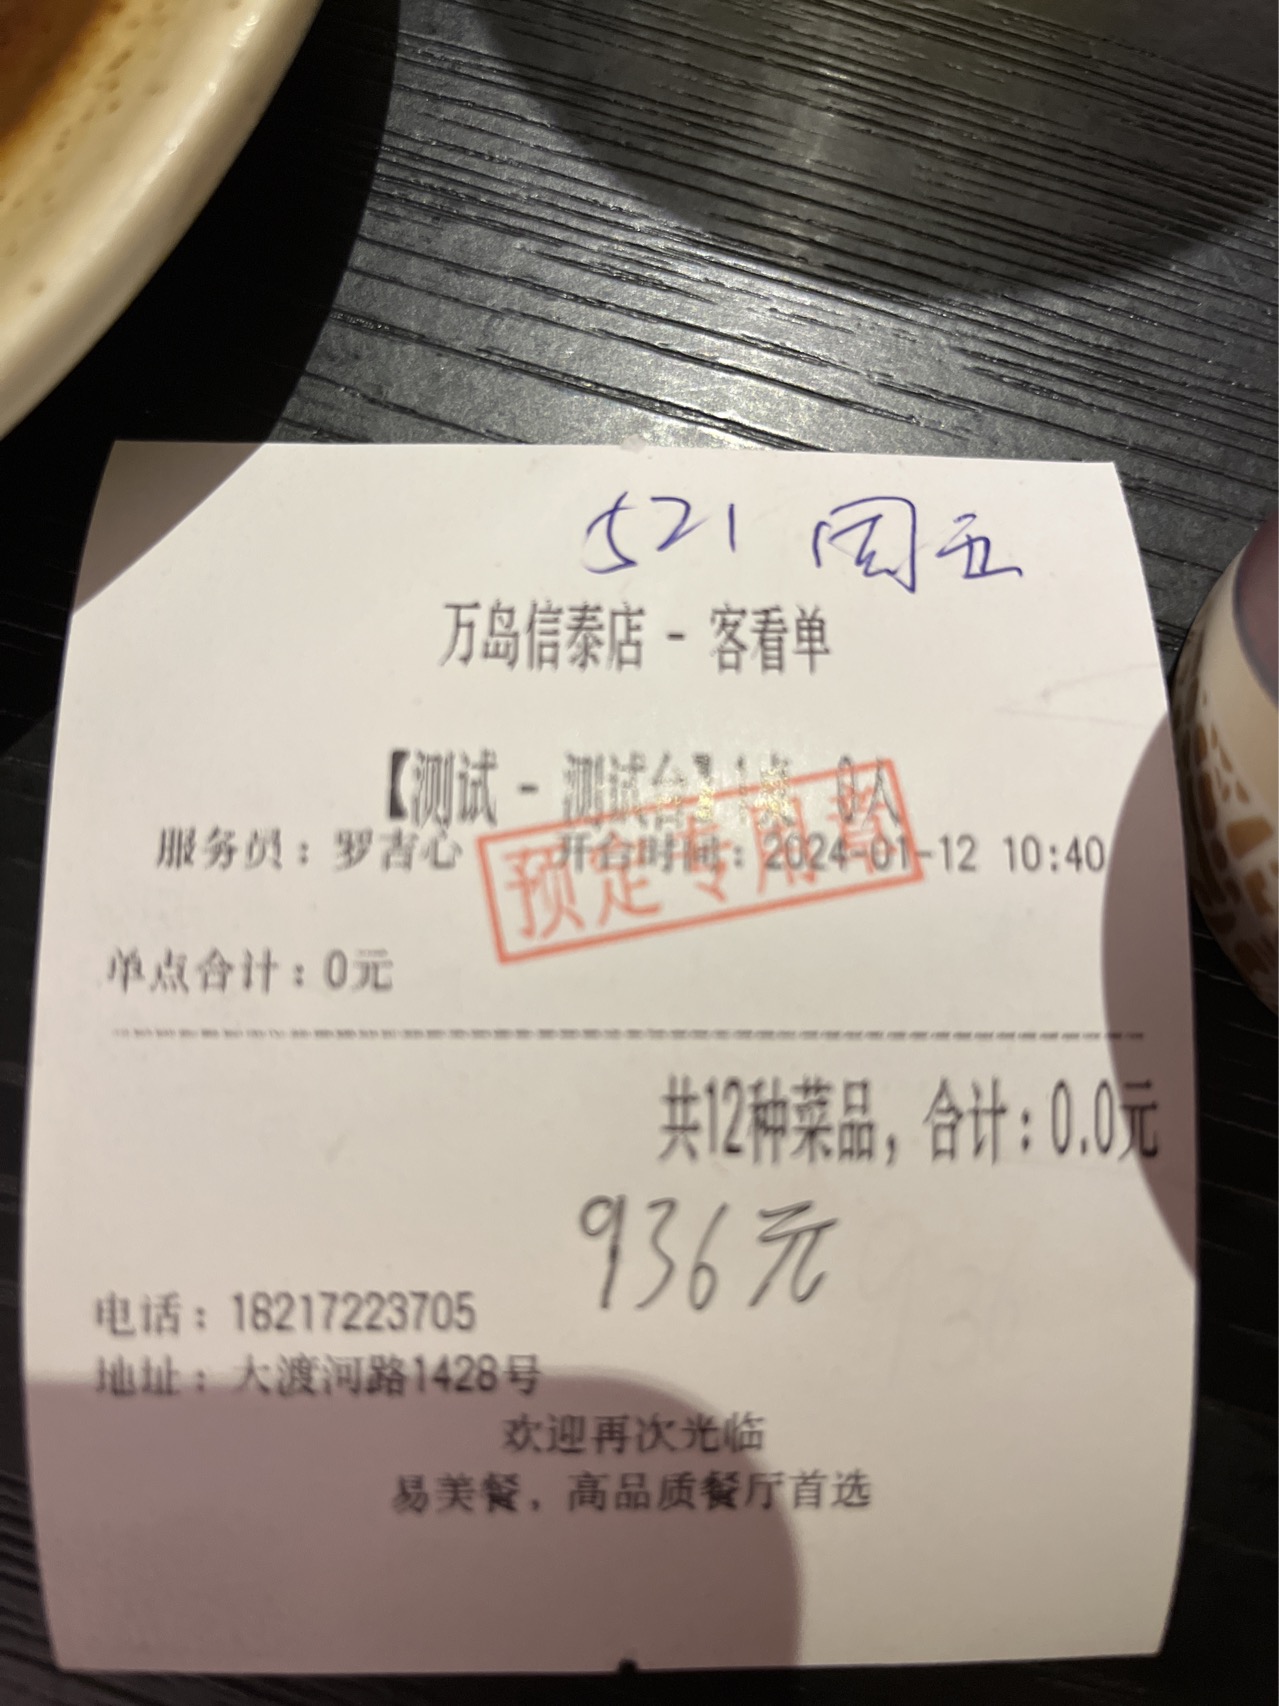 521 周五
万岛信泰店 - 客看单
【测试 - 测试台】1桌 0人
服务员：罗吉心 开台时间：2024-01-12 10:40
预定专用章
单点合计：0元
共12种菜品，合计：0.0元
936元
电话：18217223705
地址：大渡河路1428号
欢迎再次光临
易美餐，高品质餐厅首选